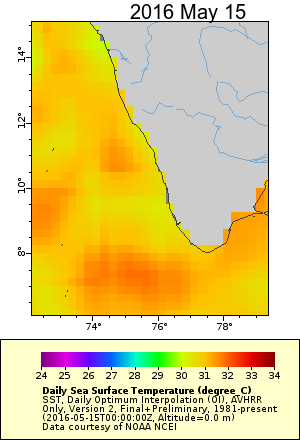 2016 May 15
14°
12°
10°
8°
74°
76°
78°
24 25 26 27 28 29 30 31 32 33 34
Daily Sea Surface Temperature (degree_C)
SST, Daily Optimum Interpolation (OI), AVHRR
Only, Version 2, Final+Preliminary, 1981-present
(2016-05-15T00:00:00Z, Altitude=0.0 m)
Data courtesy of NOAA NCEI